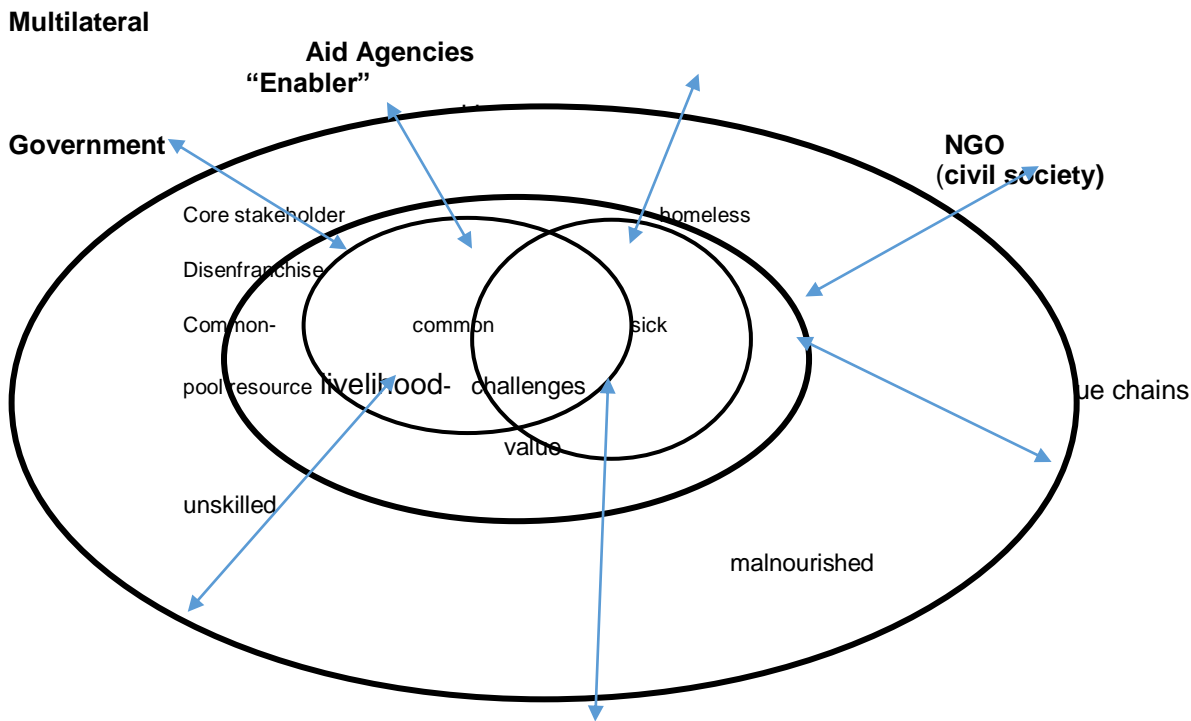 Multilateral
Aid Agencies
“Enabler”
Government
NGO
(civil society)
Core stakeholder homeless
Disenfranchise
Common- common sick
pool resource livelihood- challenges ue chains
value
unskilled
malnourished